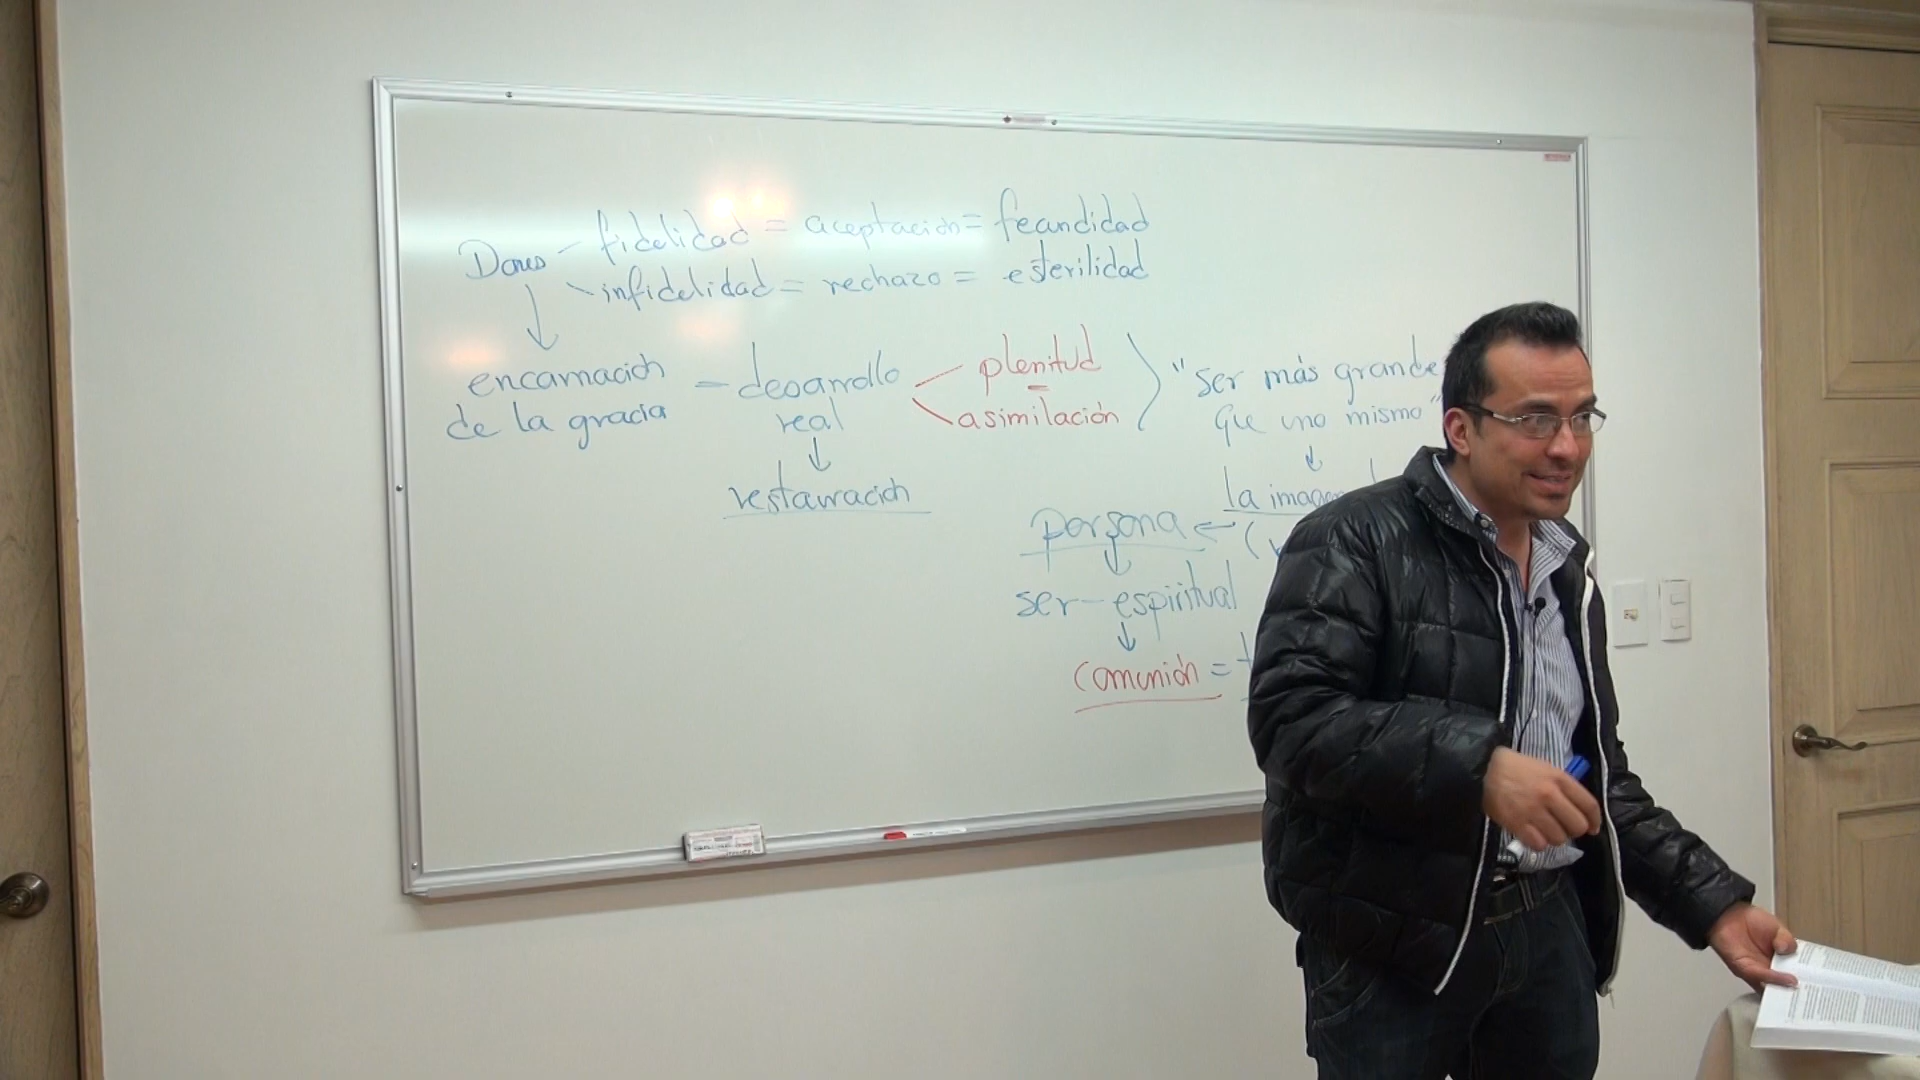 Dones - fidelidad = aceptación = fecundidad
- infidelidad = rechazo = esterilidad
↓
encarnación
de la gracia
- desarrollo
real
↓
restauración
plenitud
=
asimilación
"ser más grande
que uno mismo"
↓
la
persona ← (
↓
ser-espiritual
↓
comunión =